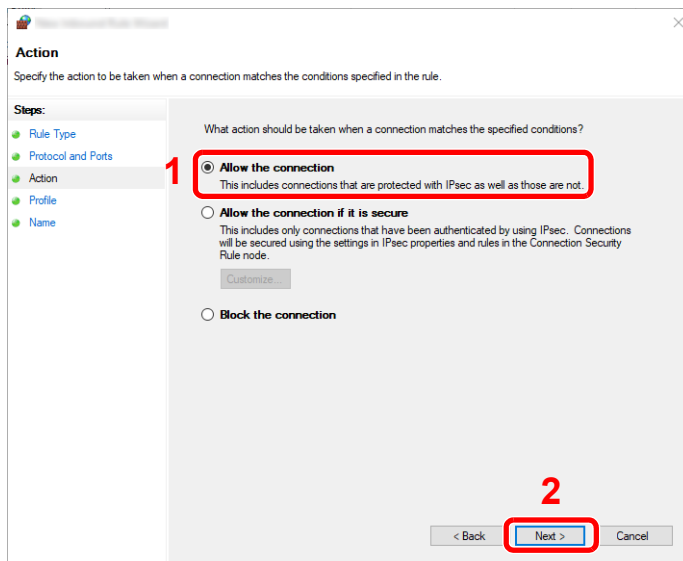 Action
Specify the action to be taken when a connection matches the conditions specified in the rule.
Steps:
Rule Type
Protocol and Ports
Action
Profile
Name
What action should be taken when a connection matches the specified conditions?
1
Allow the connection
This includes connections that are protected with IPsec as well as those are not.
Allow the connection if it is secure
This includes only connections that have been authenticated by using IPsec. Connections
will be secured using the settings in IPsec properties and rules in the Connection Security
Rule node.
Customize...
Block the connection
2
< Back
Next >
Cancel